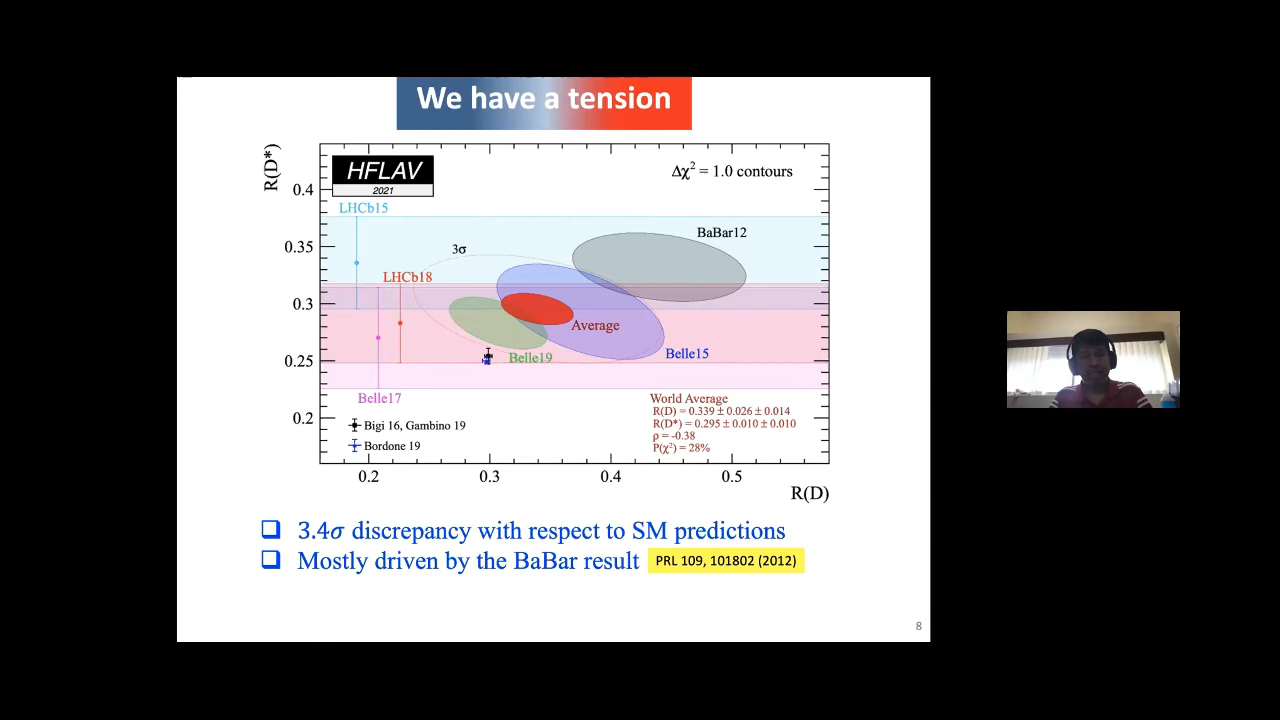 We have a tension
R(D*)
HFLAV
2021
Δχ² = 1.0 contours
0.4
LHCb15
BaBar12
0.35
3σ
LHCb18
0.3
Average
Belle19
Belle15
0.25
Belle17
World Average
R(D) = 0.339 ± 0.026 ± 0.014
R(D*) = 0.295 ± 0.010 ± 0.010
ρ = -0.38
P(χ²) = 28%
0.2
Bigi 16, Gambino 19
Bordone 19
0.2 0.3 0.4 0.5
R(D)
❑ 3.4σ discrepancy with respect to SM predictions
❑ Mostly driven by the BaBar result PRL 109, 101802 (2012)
8